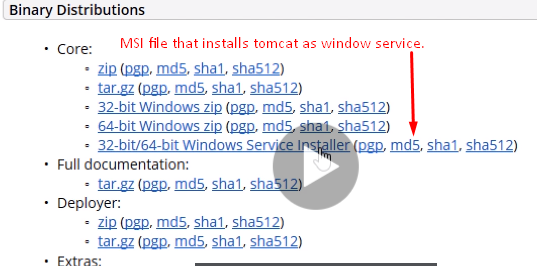 Binary Distributions
MSI file that installs tomcat as window service.
• Core:
◦ zip (pgp, md5, sha1, sha512)
◦ tar.gz (pgp, md5, sha1, sha512)
◦ 32-bit Windows zip (pgp, md5, sha1, sha512)
◦ 64-bit Windows zip (pgp, md5, sha1, sha512)
◦ 32-bit/64-bit Windows Service Installer (pgp, md5, sha1, sha512)
• Full documentation:
◦ tar.gz (pgp, md5, sha1, sha512)
• Deployer:
◦ zip (pgp, md5, sha1, sha512)
◦ tar.gz (pgp, md5, sha1, sha512)
• Extras: